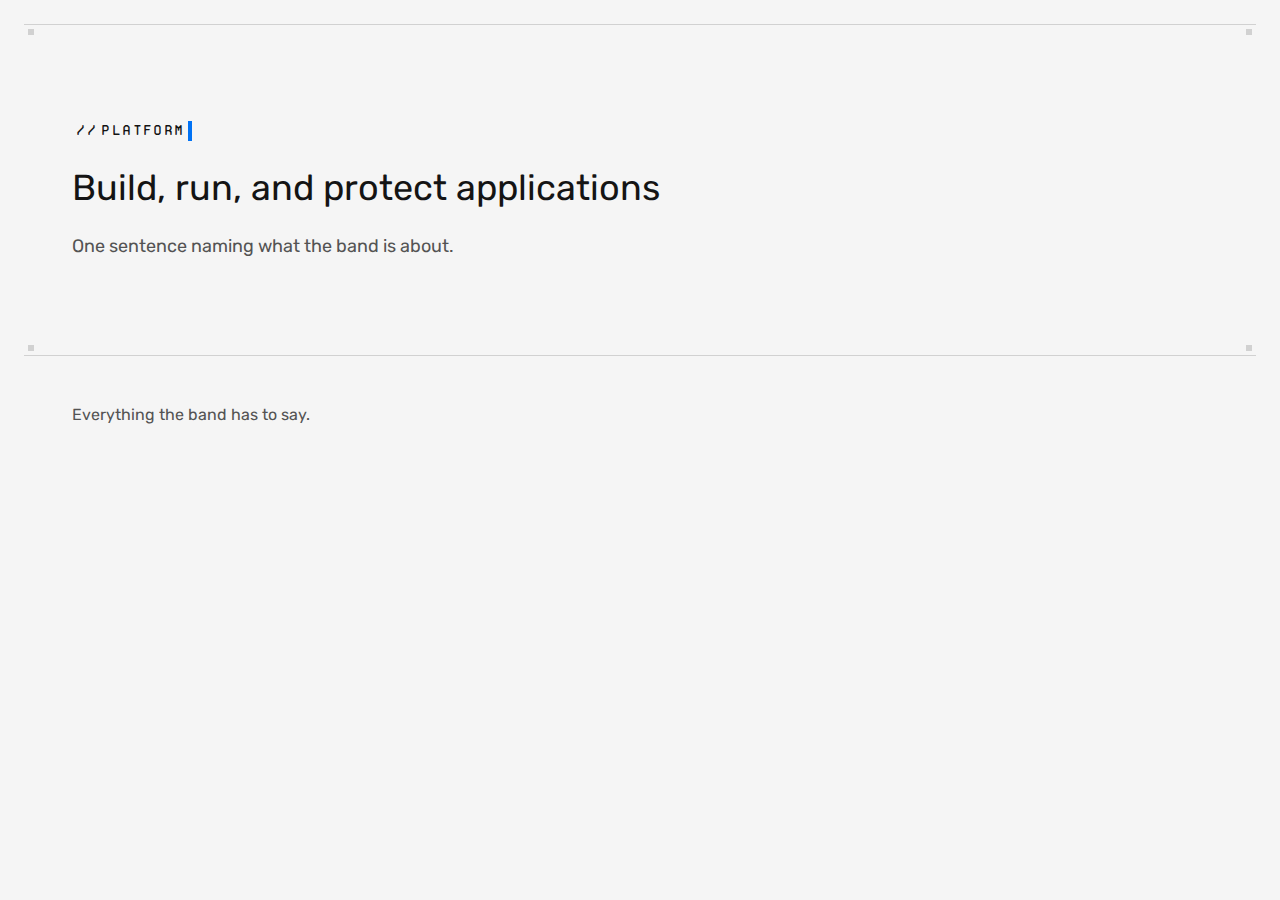 //PLATFORM
Build, run, and protect applications
One sentence naming what the band is about.
Everything the band has to say.